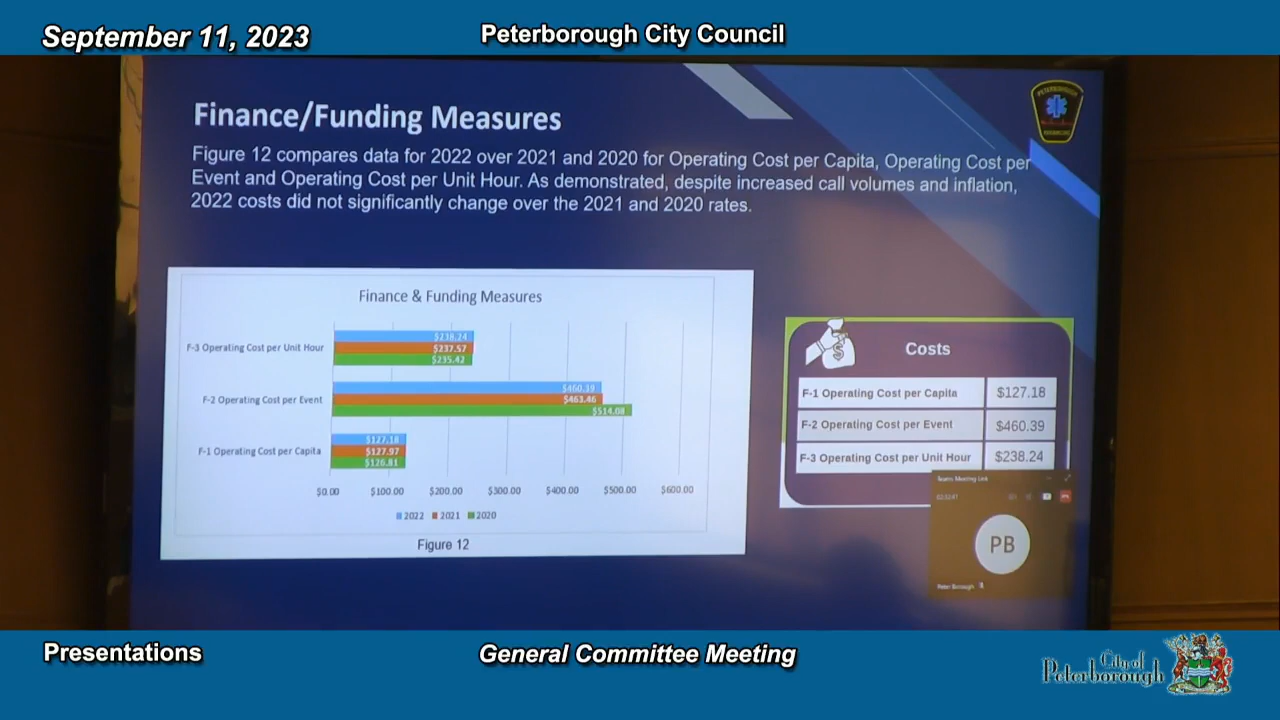 September 11, 2023
Peterborough City Council
Finance/Funding Measures
PETERBOROUGH
Figure 12 compares data for 2022 over 2021 and 2020 for Operating Cost per Capita, Operating Cost per
Event and Operating Cost per Unit Hour. As demonstrated, despite increased call volumes and inflation,
2022 costs did not significantly change over the 2021 and 2020 rates.
Finance & Funding Measures
F-3 Operating Cost per Unit Hour
$238.24
$237.57
$235.42
F-2 Operating Cost per Event
$460.39
$463.46
$514.08
F-1 Operating Cost per Capita
$127.18
$127.97
$126.81
$0.00 $100.00 $200.00 $300.00 $400.00 $500.00 $600.00
2022 2021 2020
Figure 12
Costs
F-1 Operating Cost per Capita $127.18
F-2 Operating Cost per Event $460.39
F-3 Operating Cost per Unit Hour $238.24
Teams Meeting Link
PB
Peter Borough
Presentations
General Committee Meeting
City of
Peterborough